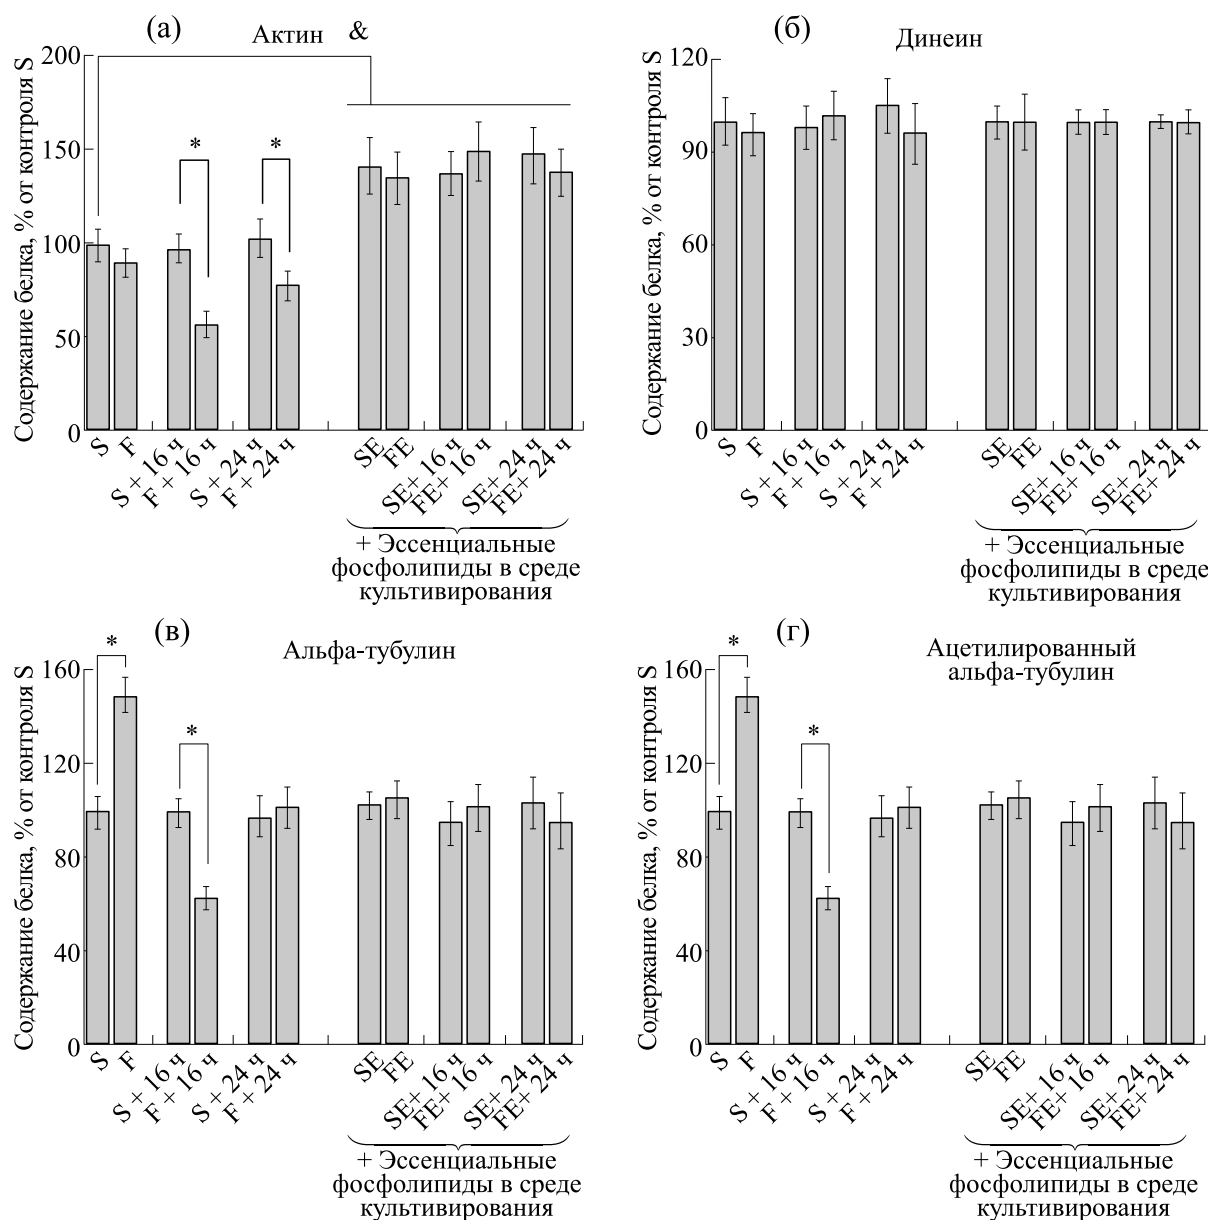 (а)
Актин &
Содержание белка, % от контроля S
200
150
100
50
0
*
*
S
F
S + 16 ч
F + 16 ч
S + 24 ч
F + 24 ч
SE
FE
SE+ 16 ч
FE+ 16 ч
SE+ 24 ч
FE+ 24 ч
+ Эссенциальные
фосфолипиды в среде
культивирования
(б)
Динеин
Содержание белка, % от контроля S
120
90
60
30
0
S
F
S + 16 ч
F + 16 ч
S + 24 ч
F + 24 ч
SE
FE
SE+ 16 ч
FE+ 16 ч
SE+ 24 ч
FE+ 24 ч
+ Эссенциальные
фосфолипиды в среде
культивирования
(в)
Альфа-тубулин
Содержание белка, % от контроля S
160
120
80
40
0
*
*
S
F
S + 16 ч
F + 16 ч
S + 24 ч
F + 24 ч
SE
FE
SE+ 16 ч
FE+ 16 ч
SE+ 24 ч
FE+ 24 ч
+ Эссенциальные
фосфолипиды в среде
культивирования
(г)
Ацетилированный
альфа-тубулин
Содержание белка, % от контроля S
160
120
80
40
0
*
*
S
F
S + 16 ч
F + 16 ч
S + 24 ч
F + 24 ч
SE
FE
SE+ 16 ч
FE+ 16 ч
SE+ 24 ч
FE+ 24 ч
+ Эссенциальные
фосфолипиды в среде
культивирования